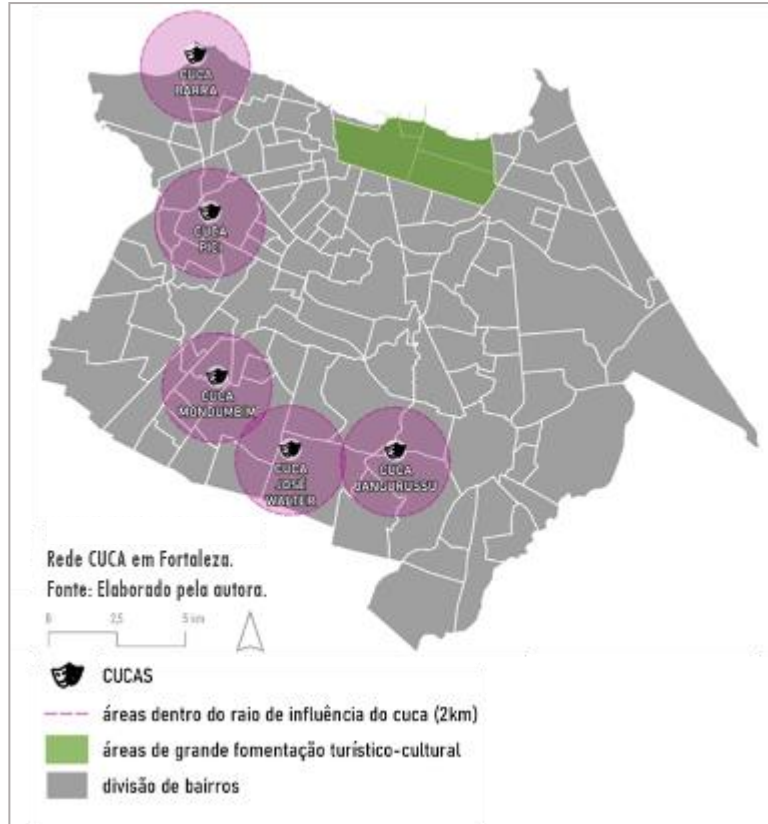 CUCA
BARRA
CUCA
PICI
CUCA
MONDUMBIM
CUCA
JOSÉ
WALTER
CUCA
JANGURUSSU
Rede CUCA em Fortaleza.
Fonte: Elaborado pela autora.
0 2,5 5 km
CUCAS
áreas dentro do raio de influência do cuca (2km)
áreas de grande fomentação turístico-cultural
divisão de bairros